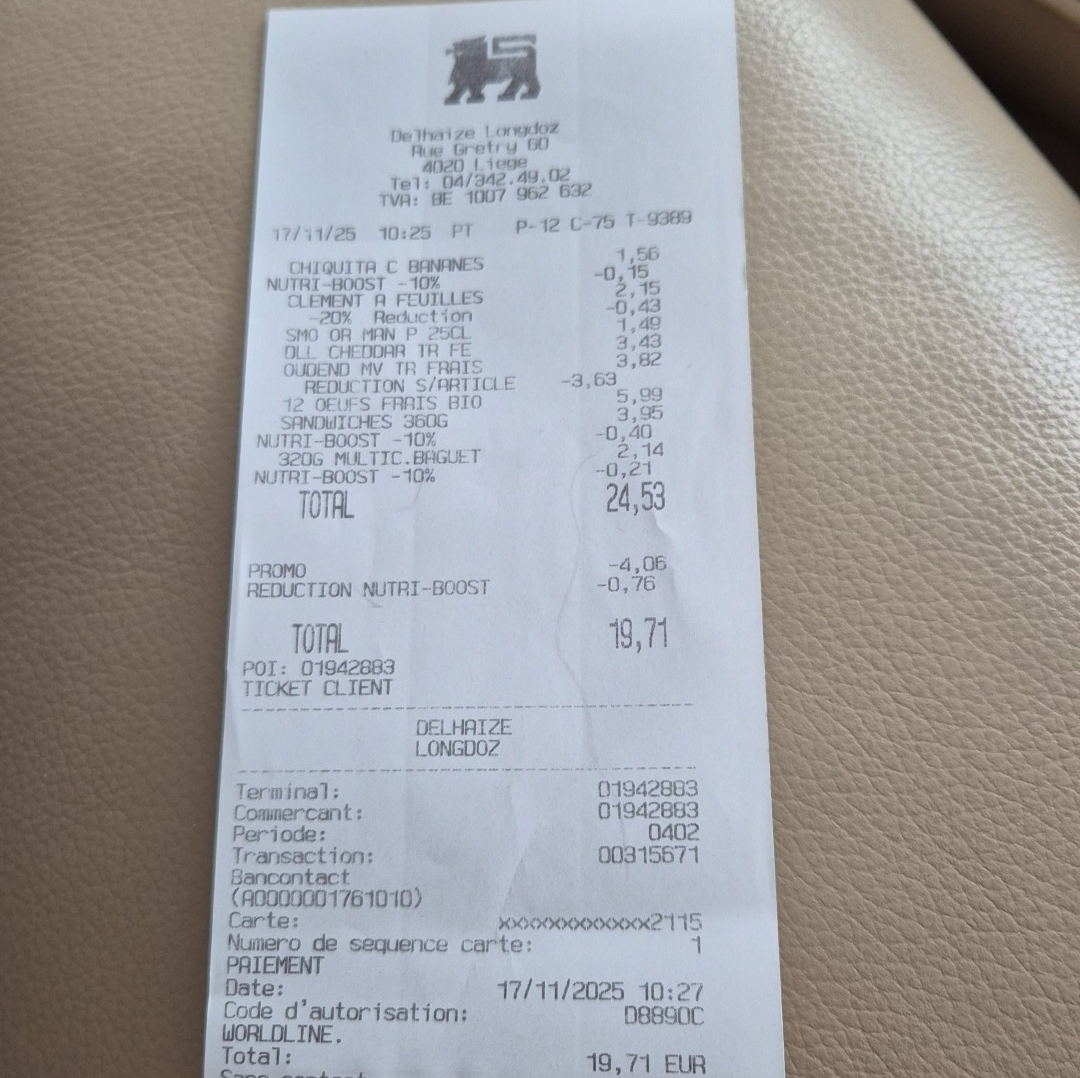 Delhaize Longdoz
Rue Gretry 60
4020 Liege
Tel: 04/342.49.02
TVA: BE 1007 962 632
17/11/25 10:25 PT P-12 C-75 T-9389
CHIQUITA C BANANES 1,56
NUTRI-BOOST -10% -0,15
CLEMENT A FEUILLES 2,15
-20% Reduction -0,43
SMO OR MAN P 25CL 1,49
DLL CHEDDAR TR FE 3,43
OUDEND MV TR FRAIS 3,82
REDUCTION S/ARTICLE -3,63
12 OEUFS FRAIS BIO 5,99
SANDWICHES 360G 3,95
NUTRI-BOOST -10% -0,40
320G MULTIC.BAGUET 2,14
NUTRI-BOOST -10% -0,21
TOTAL 24,53
PROMO -4,06
REDUCTION NUTRI-BOOST -0,76
TOTAL 19,71
POI: 01942883
TICKET CLIENT
DELHAIZE
LONGDOZ
Terminal: 01942883
Commercant: 01942883
Periode: 0402
Transaction: 00315671
Bancontact
(A0000001761010)
Carte: xxxxxxxxxxxxx2115
Numero de sequence carte: 1
PAIEMENT
Date: 17/11/2025 10:27
Code d'autorisation: D8890C
WORLDLINE.
Total: 19,71 EUR
Sans contact